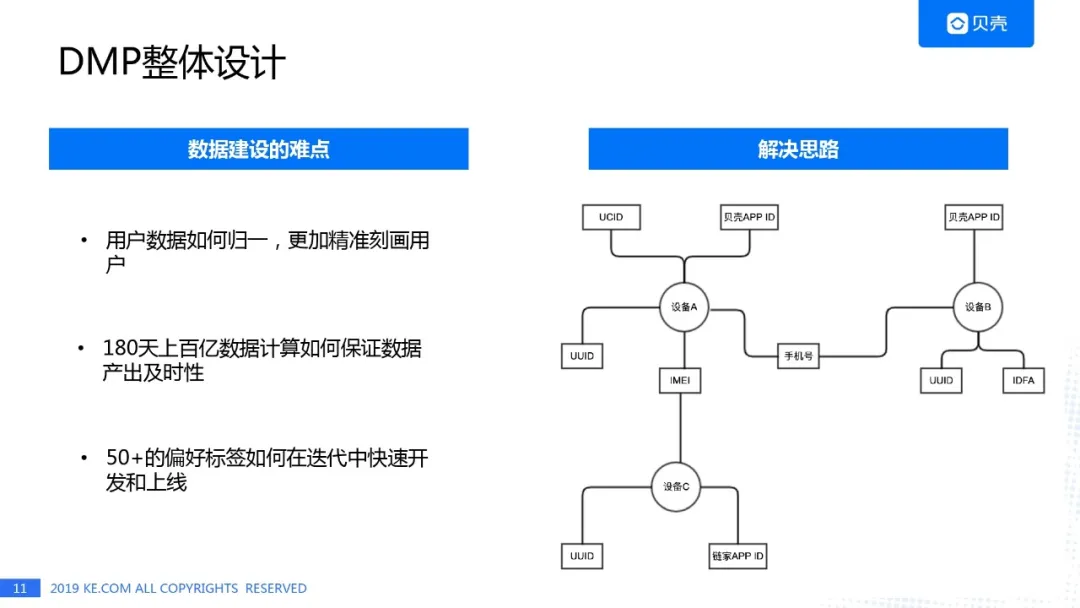 贝壳
DMP整体设计
数据建设的难点
• 用户数据如何归一，更加精准刻画用
户
• 180天上百亿数据计算如何保证数据
产出及时性
• 50+的偏好标签如何在迭代中快速开
发和上线
解决思路
UCID
贝壳APP ID
贝壳APP ID
设备A
设备B
UUID
手机号
IMEI
UUID
IDFA
设备C
UUID
链家APP ID
11
2019 KE.COM ALL COPYRIGHTS RESERVED